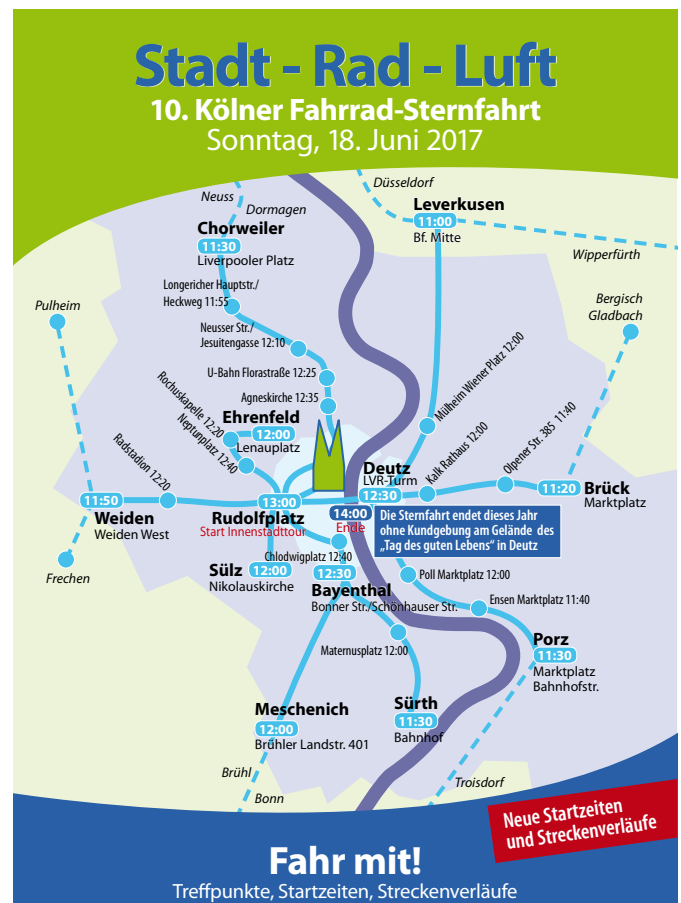 Stadt - Rad - Luft
10. Kölner Fahrrad-Sternfahrt
Sonntag, 18. Juni 2017
Neuss
Dormagen
Düsseldorf
Leverkusen
11:00
Bf. Mitte
Wipperfürth
Chorweiler
11:30
Liverpooler Platz
Longericher Hauptstr./
Heckweg 11:55
Neusser Str./
Jesuitengasse 12:10
U-Bahn Florastraße 12:25
Agneskirche 12:35
Pulheim
Bergisch
Gladbach
Mülheim Wiener Platz 12:00
Rochuskapelle 12:20
Neptunplatz 12:40
Ehrenfeld
12:00
Lenauplatz
Radstadion 12:20
Kalk Rathaus 12:00
Olpener Str. 385 11:40
Deutz
LVR-Turm
12:30
11:20
Brück
Marktplatz
11:50
Weiden
Weiden West
13:00
Rudolfplatz
Start Innenstadttour
14:00
Ende
Die Sternfahrt endet dieses Jahr
ohne Kundgebung am Gelände des
„Tag des guten Lebens“ in Deutz
Chlodwigplatz 12:40
Sülz
12:00
Nikolauskirche
12:30
Bayenthal
Bonner Str./Schönhauser Str.
Poll Marktplatz 12:00
Ensen Marktplatz 11:40
Frechen
Maternusplatz 12:00
Porz
11:30
Marktplatz
Bahnhofstr.
Meschenich
12:00
Brühler Landstr. 401
Sürth
11:30
Bahnhof
Brühl
Bonn
Troisdorf
Neue Startzeiten
und Streckenverläufe
Fahr mit!
Treffpunkte, Startzeiten, Streckenverläufe